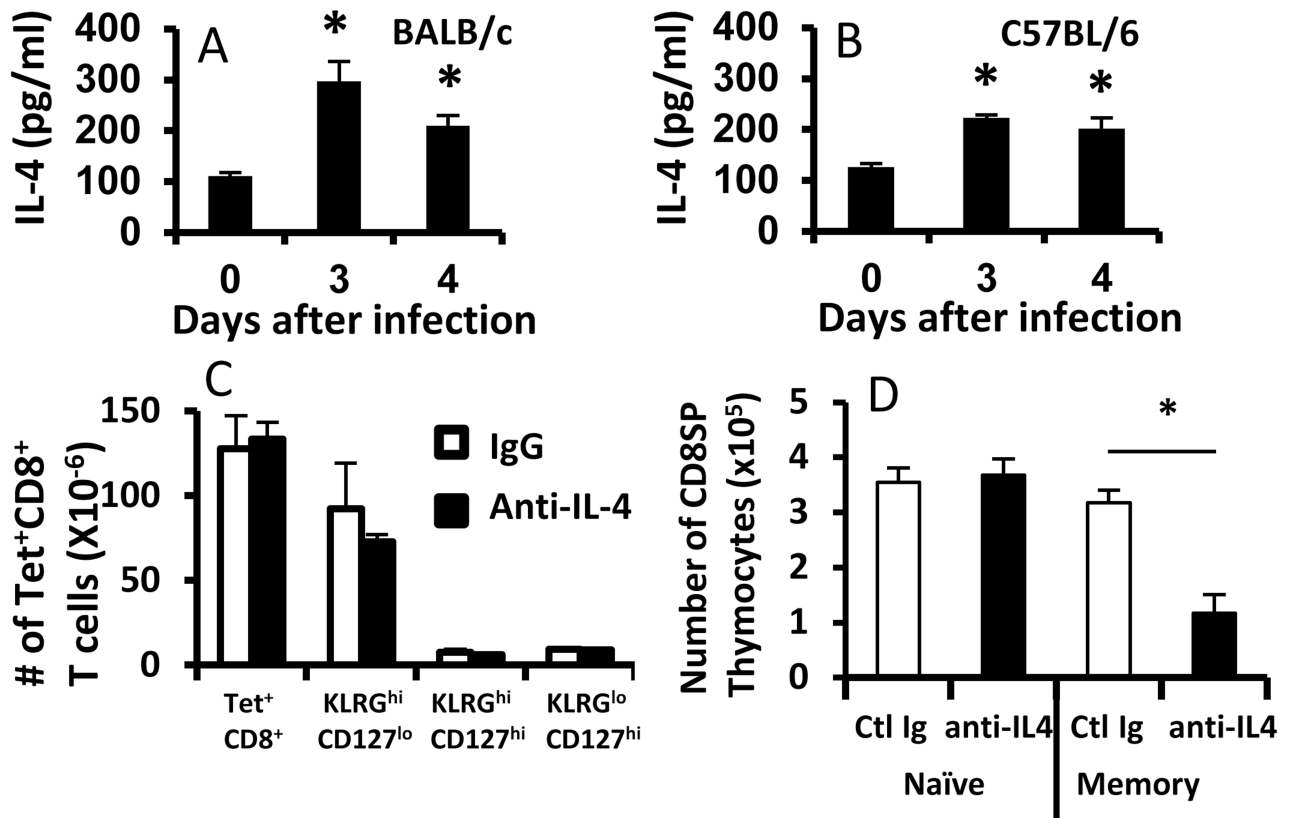 A
BALB/c
IL-4 (pg/ml)
400
300
200
100
0
*
*
0 3 4
Days after infection
B
C57BL/6
IL-4 (pg/ml)
400
300
200
100
0
*
*
0 3 4
Days after infection
C
# of Tet⁺CD8⁺
T cells (X10⁻⁶)
150
100
50
0
IgG
Anti-IL-4
Tet⁺
CD8⁺
KLRGʰⁱ
CD127ˡᵒ
KLRGʰⁱ
CD127ʰⁱ
KLRGˡᵒ
CD127ʰⁱ
D
Number of CD8SP
Thymocytes (x10⁵)
5
4
3
2
1
0
*
Ctl Ig anti-IL4 Ctl Ig anti-IL4
Naïve Memory